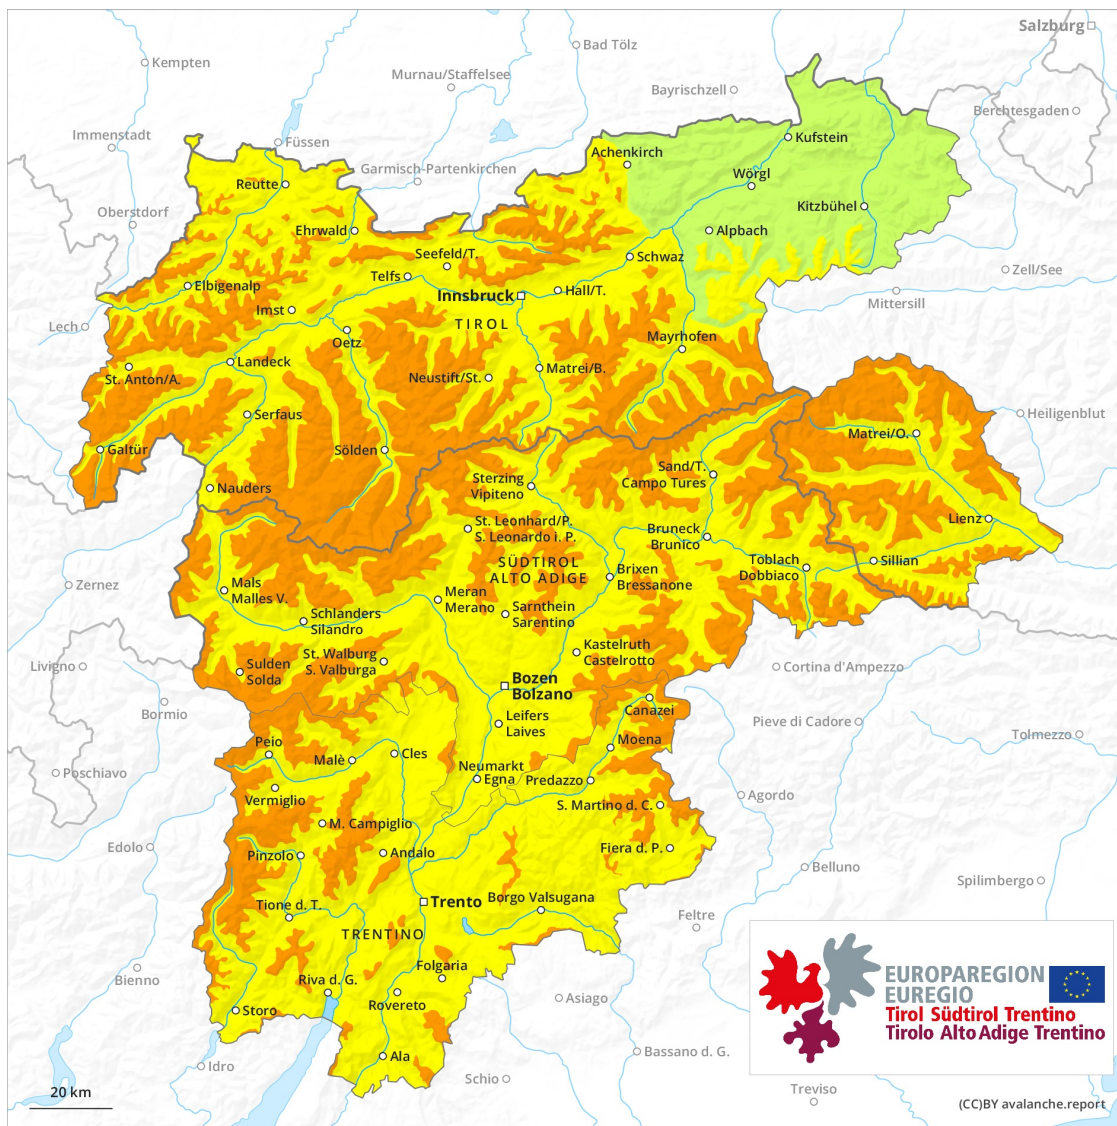 Salzburg
Bad Tölz
Kempten
Murnau/Staffelsee
Bayrischzell
Berchtesgaden
Immenstadt
Füssen
Kufstein
Achenkirch
Garmisch-Partenkirchen
Wörgl
Reutte
Kitzbühel
Oberstdorf
Ehrwald
Alpbach
Seefeld/T.
Schwaz
Zell/See
Telfs
Elbigenalp
Innsbruck
Hall/T.
Mittersill
Imst
Lech
TIROL
Oetz
Mayrhofen
Landeck
Matrei/B.
St. Anton/A.
Neustift/St.
Serfaus
Heiligenblut
Matrei/O.
Galtür
Sölden
Sand/T.
Campo Tures
Sterzing
Vipiteno
Nauders
Lienz
St. Leonhard/P.
S. Leonardo i. P.
Bruneck
Brunico
SÜDTIROL
ALTO ADIGE
Toblach
Dobbiaco
Sillian
Zernez
Brixen
Bressanone
Mals
Malles V.
Meran
Merano
Schlanders
Silandro
Sarnthein
Sarentino
Kastelruth
Castelrotto
St. Walburg
S. Valburga
Livigno
Sulden
Solda
Cortina d'Ampezzo
Bozen
Bolzano
Bormio
Canazei
Leifers
Laives
Pieve di Cadore
Tolmezzo
Peio
Moena
Cles
Malè
Poschiavo
Neumarkt
Egna
Predazzo
Vermiglio
Agordo
S. Martino d. C.
M. Campiglio
Edolo
Pinzolo
Andalo
Fiera d. P.
Belluno
Spilimbergo
Trento
Borgo Valsugana
Tione d. T.
Feltre
TRENTINO
Folgaria
Bienno
Riva d. G.
Rovereto
Asiago
Storo
EUROPAREGION
EUREGIO
Tirol Südtirol Trentino
Tirolo Alto Adige Trentino
Ala
Bassano d. G.
Idro
Schio
Treviso
20 km
(CC)BY avalanche.report